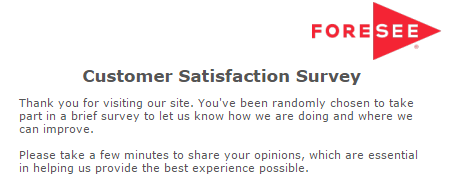 FORESEE
Customer Satisfaction Survey
Thank you for visiting our site. You've been randomly chosen to take
part in a brief survey to let us know how we are doing and where we
can improve.
Please take a few minutes to share your opinions, which are essential
in helping us provide the best experience possible.